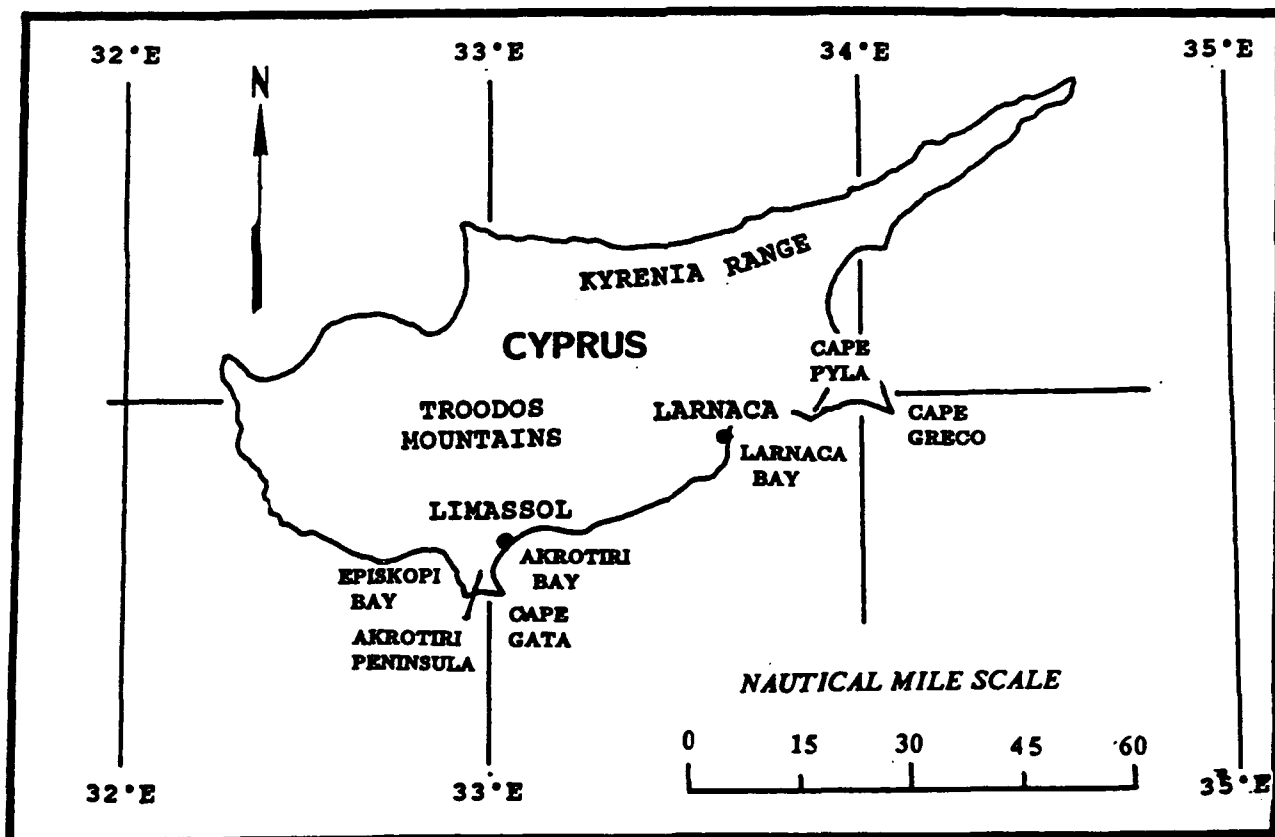 32°E 33°E 34°E 35°E
N
KYRENIA RANGE
CYPRUS
CAPE
PYLA
TROODOS
MOUNTAINS
LARNACA
CAPE
GRECO
LARNACA
BAY
LIMASSOL
AKROTIRI
BAY
EPISKOPI
BAY
CAPE
GATA
AKROTIRI
PENINSULA
NAUTICAL MILE SCALE
0 15 30 45 60
32°E 33°E 35°E